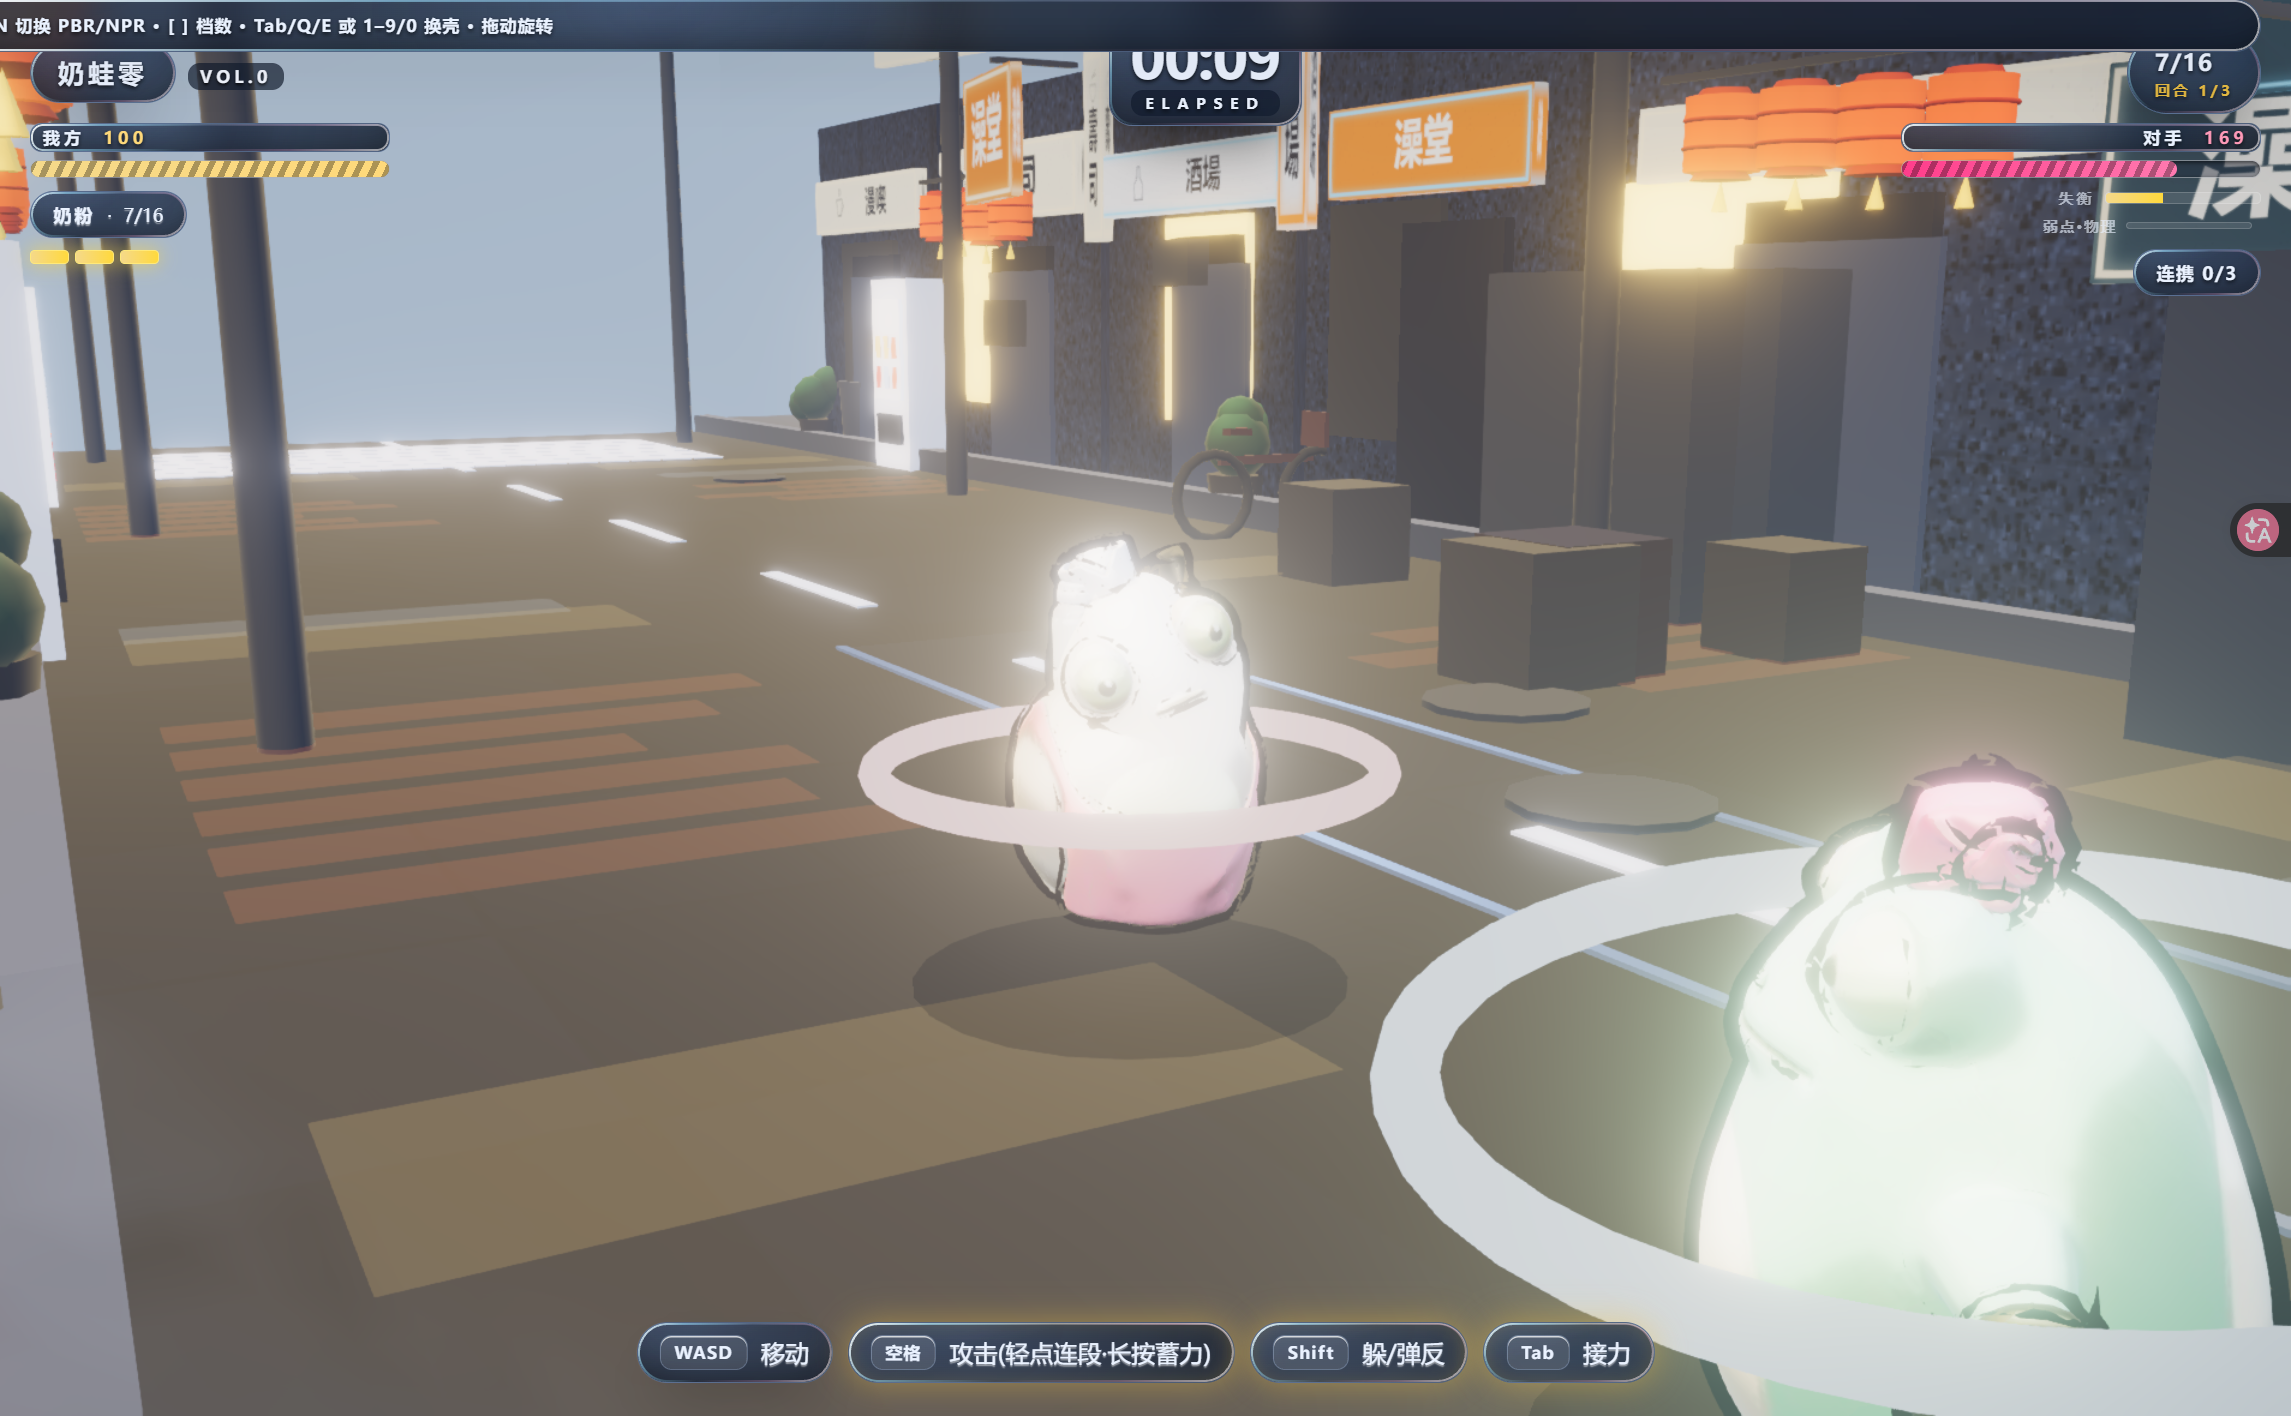 N 切换 PBR/NPR • [ ] 档数 • Tab/Q/E 或 1–9/0 换壳 • 拖动旋转
奶蛙零
VOL.0
00:09
ELAPSED
7/16
回合 1/3
我方 100
对手 169
奶粉 · 7/16
失衡
弱点•物理
连携 0/3
澡堂
酒場
澡堂
WASD 移动
空格 攻击(轻点连段·长按蓄力)
Shift 躲/弹反
Tab 接力